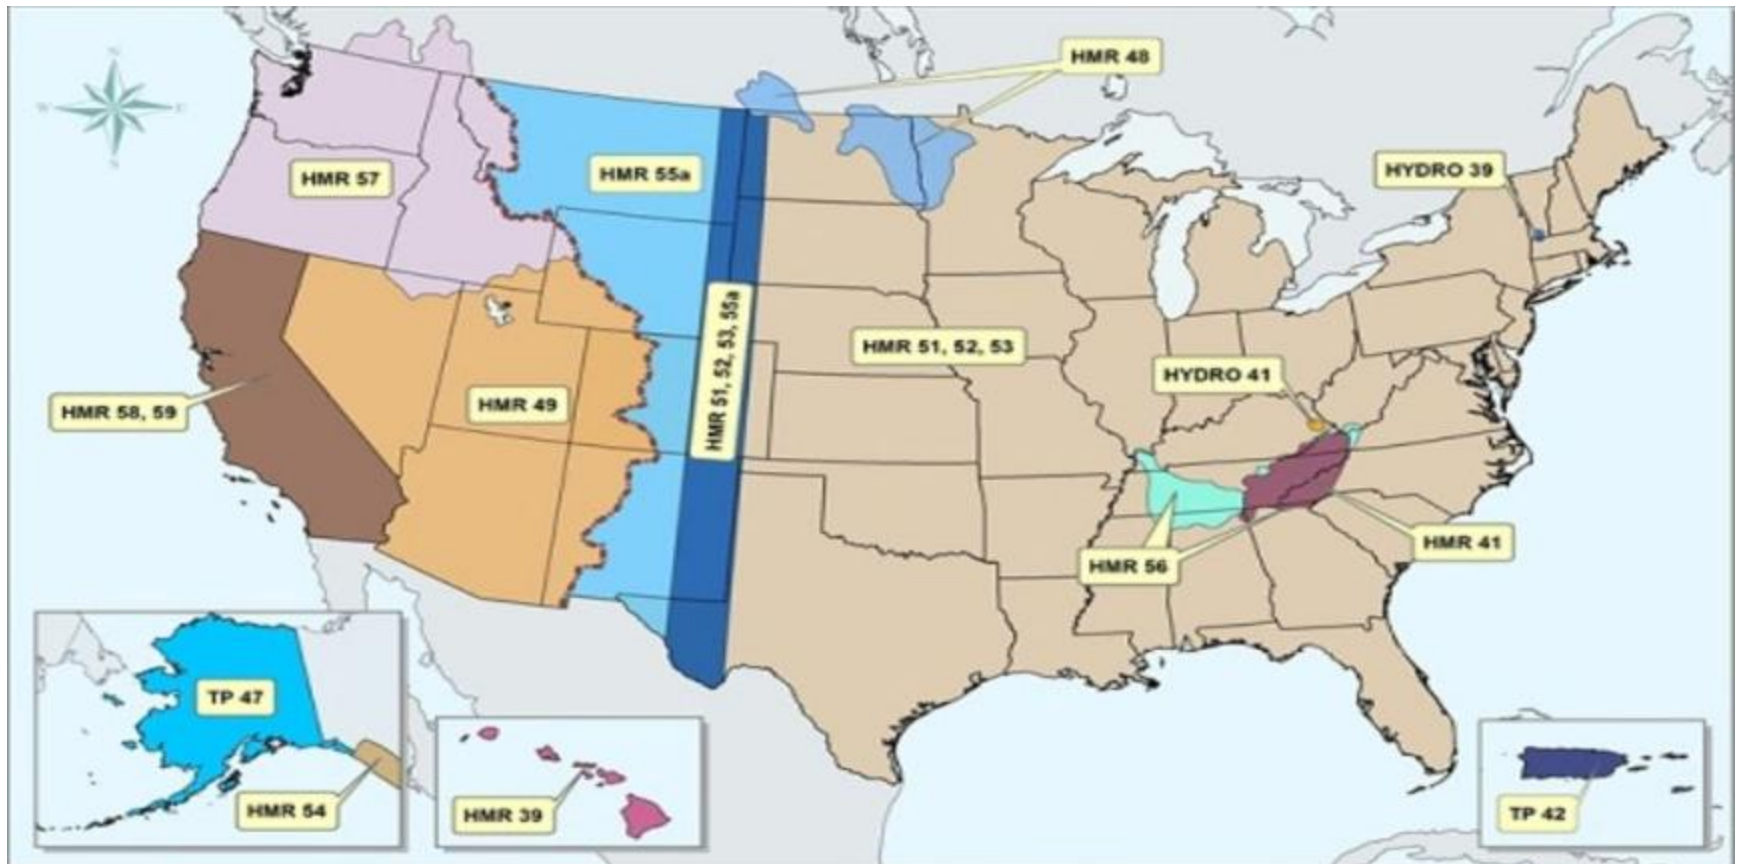 HMR 48
N
W
E
S
HMR 57
HMR 55a
HYDRO 39
HMR 51, 52, 53, 55a
HMR 51, 52, 53
HYDRO 41
HMR 58, 59
HMR 49
HMR 41
HMR 56
TP 47
HMR 54
HMR 39
TP 42